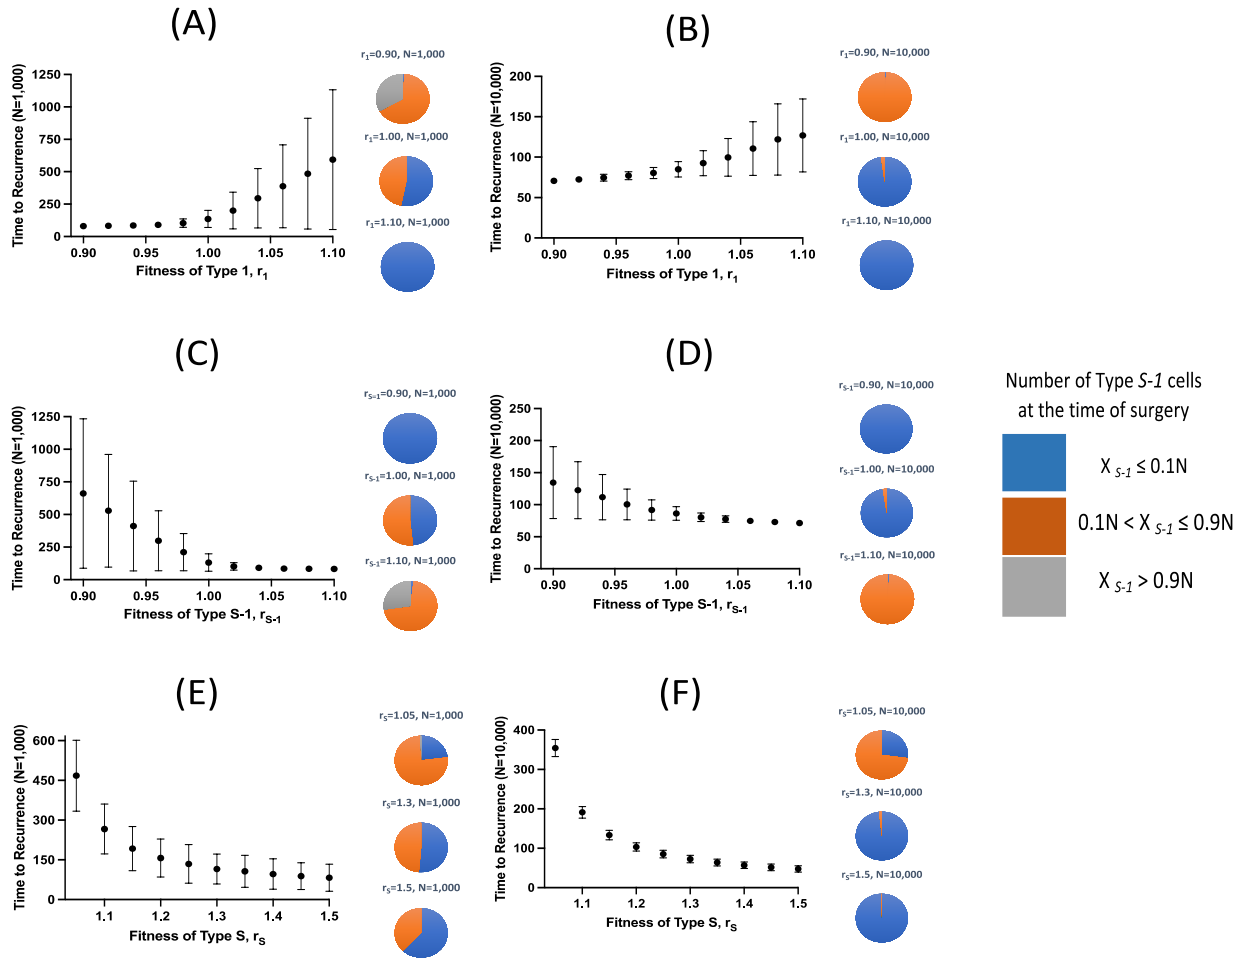 (A)
r1=0.90, N=1,000
Time to Recurrence (N=1,000)
1250
1000
750
500
250
0
0.90
0.95
1.00
1.05
1.10
Fitness of Type 1, r1
r1=1.00, N=1,000
r1=1.10, N=1,000
(B)
r1=0.90, N=10,000
Time to Recurrence (N=10,000)
200
150
100
50
0
0.90
0.95
1.00
1.05
1.10
Fitness of Type 1, r1
r1=1.00, N=10,000
r1=1.10, N=10,000
(C)
rS=1=0.90, N=1,000
Time to Recurrence (N=1,000)
1250
1000
750
500
250
0
0.90
0.95
1.00
1.05
1.10
Fitness of Type S-1, rS-1
rS-1=1.00, N=1,000
rS-1=1.10, N=1,000
(D)
rS-1=0.90, N=10,000
Time to Recurrence (N=10,000)
250
200
150
100
50
0
0.90
0.95
1.00
1.05
1.10
Fitness of Type S-1, rS-1
rS-1=1.00, N=10,000
rS-1=1.10, N=10,000
Number of Type S-1 cells
at the time of surgery
X S-1 ≤ 0.1N
0.1N < X S-1 ≤ 0.9N
X S-1 > 0.9N
(E)
rS=1.05, N=1,000
Time to Recurrence (N=1,000)
600
450
300
150
0
1.1
1.2
1.3
1.4
1.5
Fitness of Type S, rS
rS=1.3, N=1,000
rS=1.5, N=1,000
(F)
rS=1.05, N=10,000
Time to Recurrence (N=10,000)
400
300
200
100
0
1.1
1.2
1.3
1.4
1.5
Fitness of Type S, rS
rS=1.3, N=10,000
rS=1.5, N=10,000